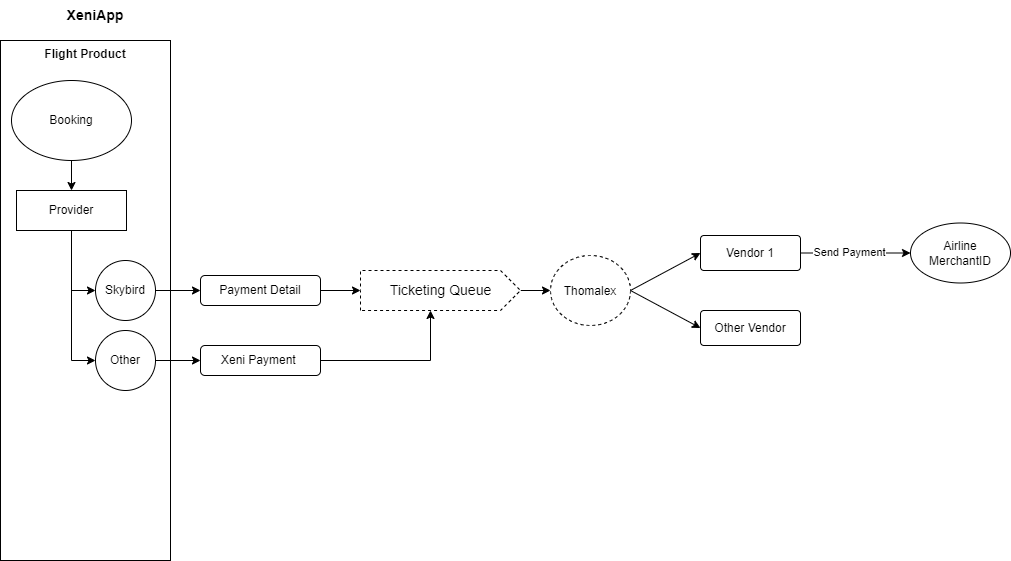 XeniApp
Flight Product
Booking
Provider
Skybird
Payment Detail
Ticketing Queue
Thomalex
Vendor 1
Send Payment
Airline
MerchantID
Other Vendor
Other
Xeni Payment